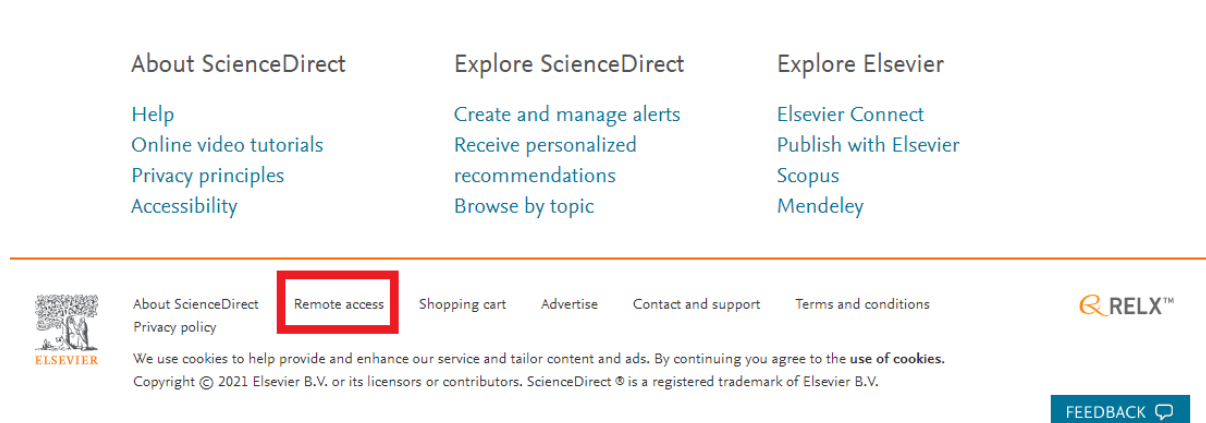 About ScienceDirect
Help
Online video tutorials
Privacy principles
Accessibility
Explore ScienceDirect
Create and manage alerts
Receive personalized
recommendations
Browse by topic
Explore Elsevier
Elsevier Connect
Publish with Elsevier
Scopus
Mendeley
ELSEVIER
About ScienceDirect Remote access Shopping cart Advertise Contact and support Terms and conditions
Privacy policy
We use cookies to help provide and enhance our service and tailor content and ads. By continuing you agree to the use of cookies.
Copyright © 2021 Elsevier B.V. or its licensors or contributors. ScienceDirect ® is a registered trademark of Elsevier B.V.
RELX™
FEEDBACK